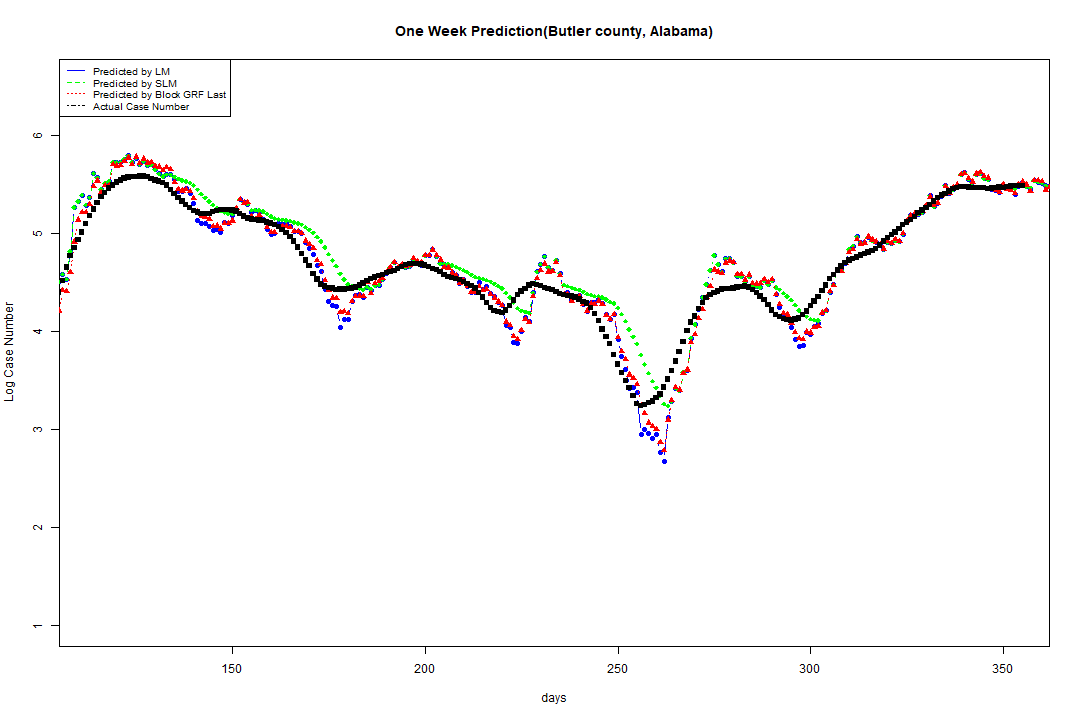 One Week Prediction(Butler county, Alabama)
Predicted by LM
Predicted by SLM
Predicted by Block GRF Last
Actual Case Number
6
5
4
3
2
1
Log Case Number
150 200 250 300 350
days